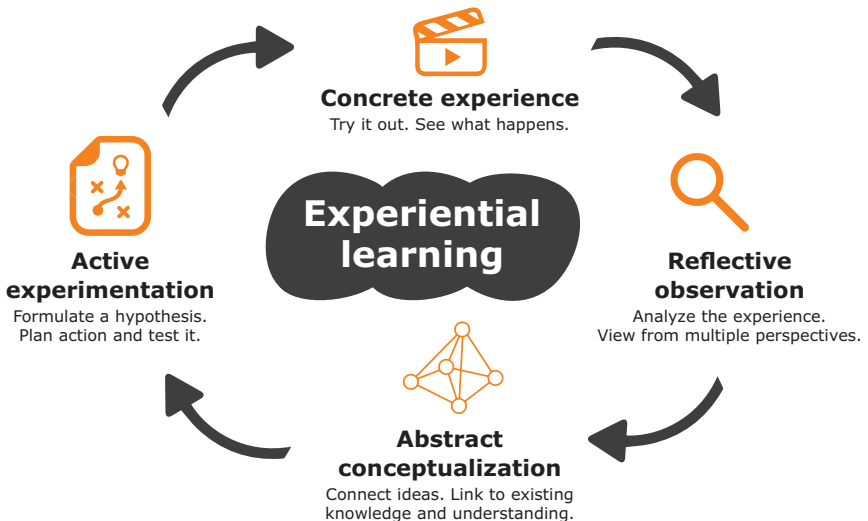 Concrete experience
Try it out. See what happens.
Experiential
learning
Reflective
observation
Analyze the experience.
View from multiple perspectives.
Abstract
conceptualization
Connect ideas. Link to existing
knowledge and understanding.
Active
experimentation
Formulate a hypothesis.
Plan action and test it.